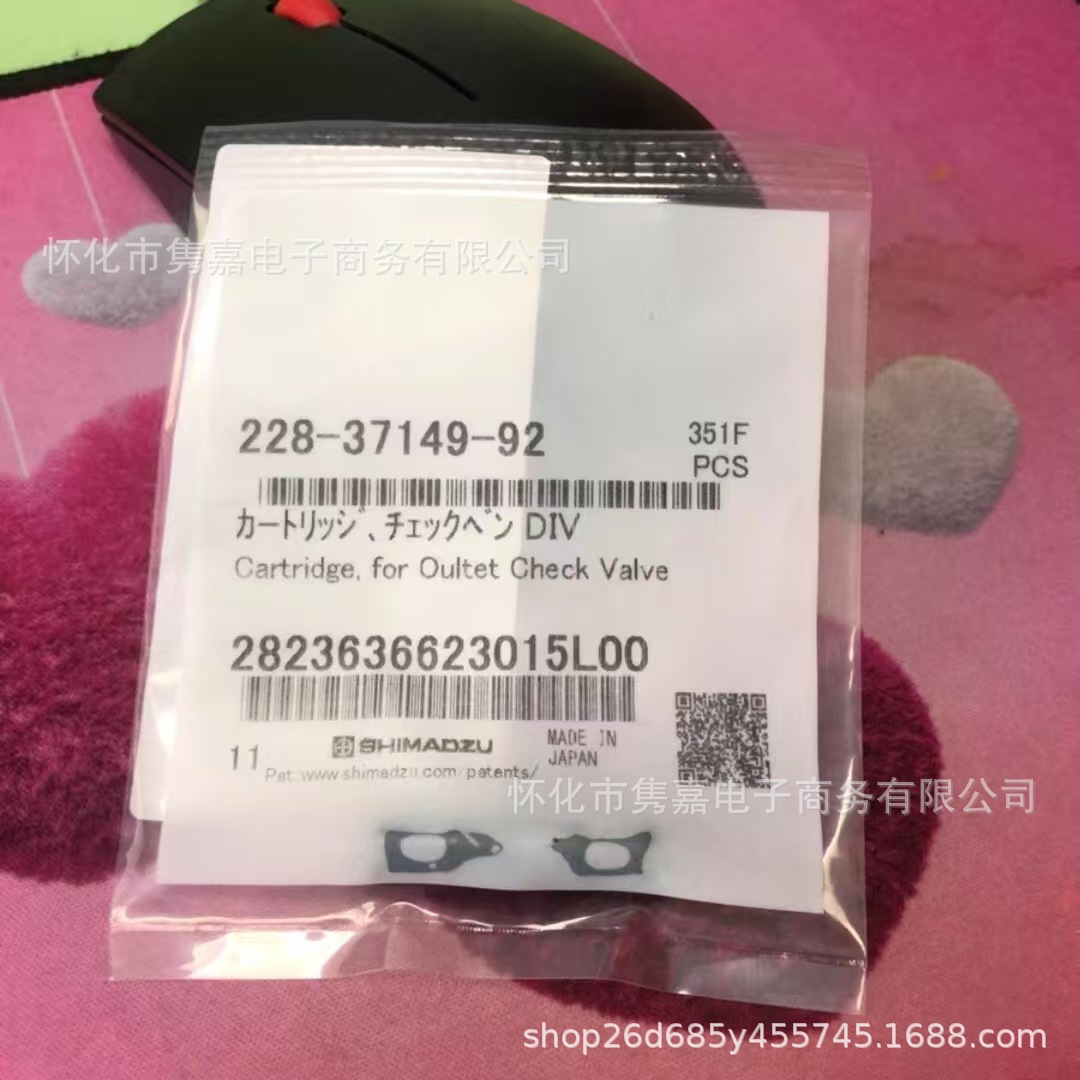 怀化市隽嘉电子商务有限公司
228-37149-92
351F
PCS
カートリッジ、チェックベン DIV
Cartridge, for Oultet Check Valve
2823636623015L00
11
SHIMADZU
MADE IN
JAPAN
Pat. www.shimadzu.com/patents/
怀化市隽嘉电子商务有限公司
shop26d685y455745.1688.com